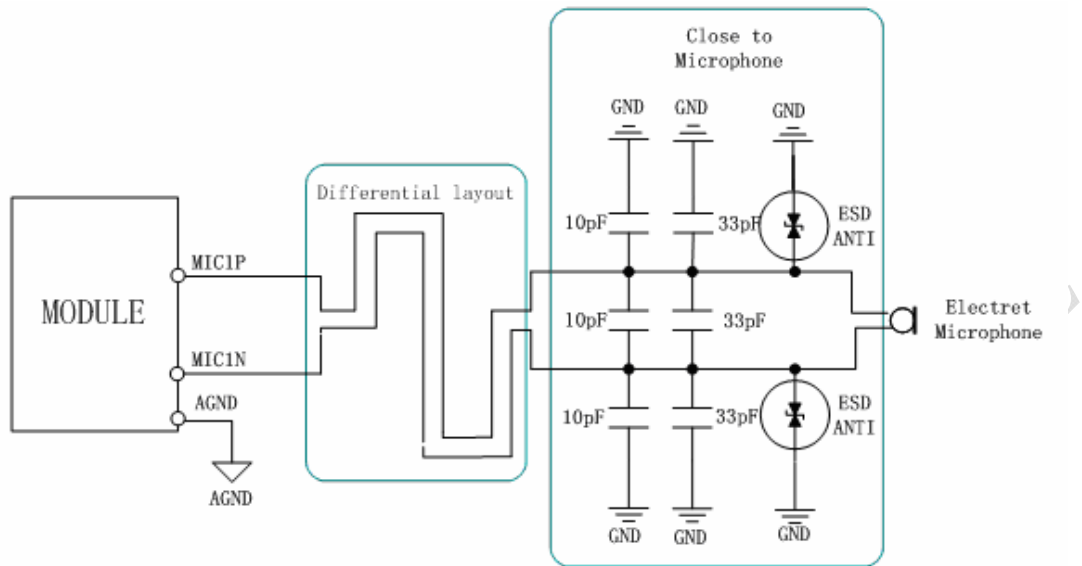 Close to
Microphone
GND
GND
GND
Differential layout
10pF
33pF
ESD
ANTI
MIC1P
MODULE
10pF
33pF
Electret
Microphone
MIC1N
AGND
10pF
33pF
ESD
ANTI
AGND
GND
GND
GND